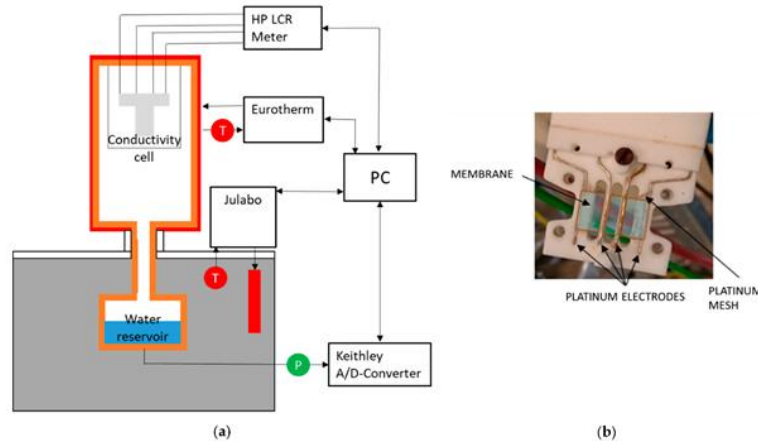 HP LCR
Meter
Eurotherm
T
Conductivity
cell
PC
Julabo
T
Water
reservoir
P
Keithley
A/D-Converter
(a)
MEMBRANE
PLATINUM ELECTRODES
PLATINUM
MESH
(b)